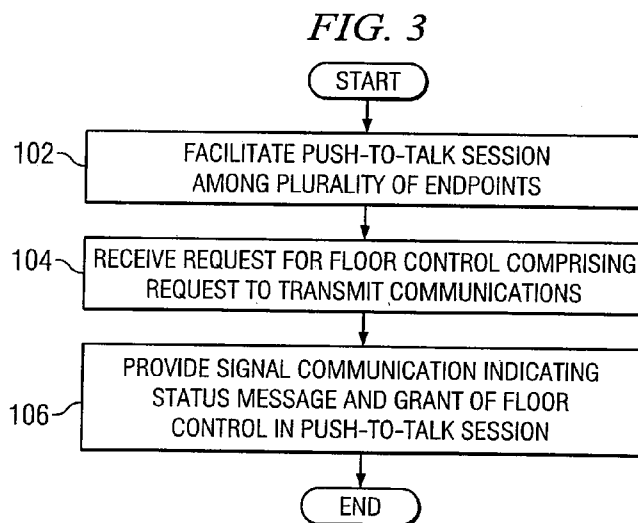 FIG. 3
START
102
FACILITATE PUSH-TO-TALK SESSION
AMONG PLURALITY OF ENDPOINTS
104
RECEIVE REQUEST FOR FLOOR CONTROL COMPRISING
REQUEST TO TRANSMIT COMMUNICATIONS
106
PROVIDE SIGNAL COMMUNICATION INDICATING
STATUS MESSAGE AND GRANT OF FLOOR
CONTROL IN PUSH-TO-TALK SESSION
END